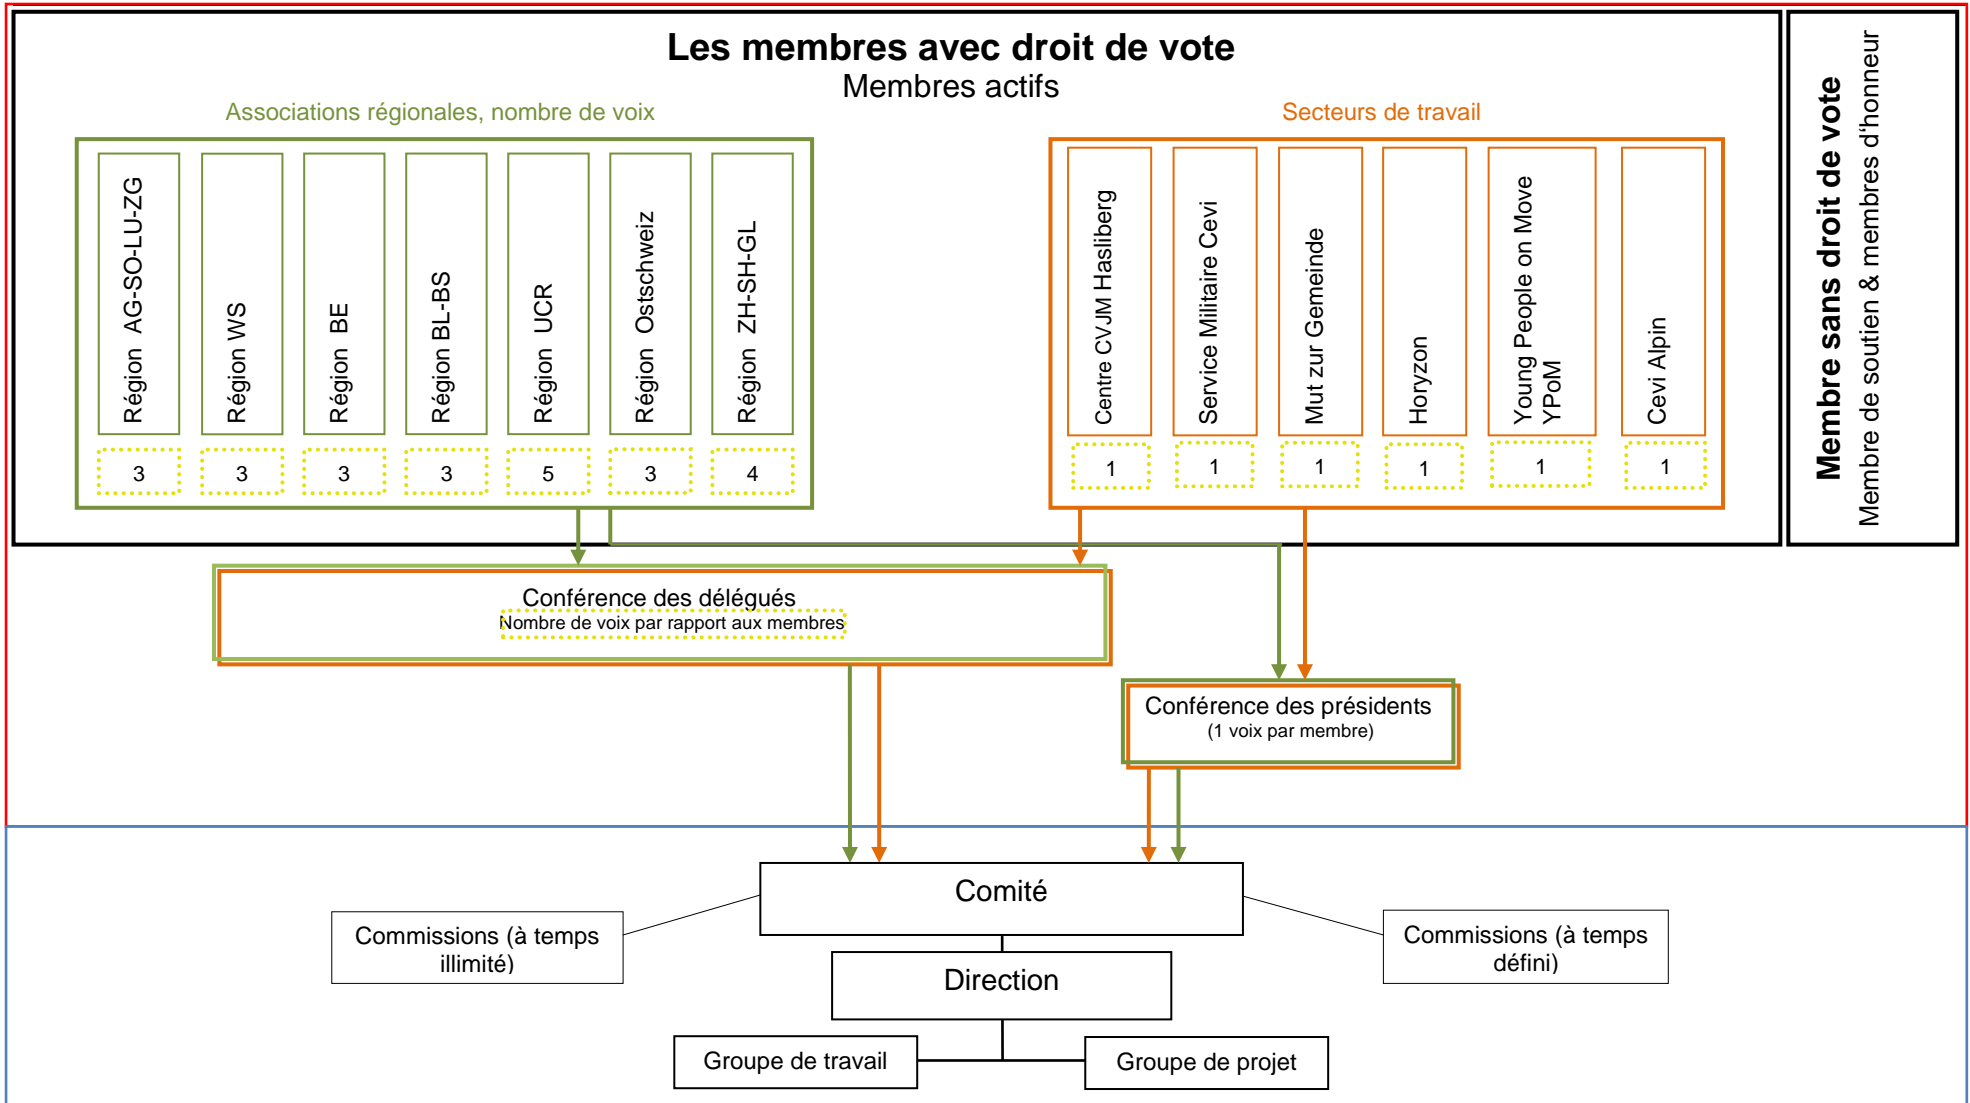 Les membres avec droit de vote
Membres actifs
Associations régionales, nombre de voix
Région AG-SO-LU-ZG
Région WS
Région BE
Région BL-BS
Région UCR
Région Ostschweiz
Région ZH-SH-GL
3
3
3
3
5
3
4
Secteurs de travail
Centre CVJM Hasliberg
Service Militaire Cevi
Mut zur Gemeinde
Horyzon
Young People on Move
YPoM
Cevi Alpin
1
1
1
1
1
1
Membre sans droit de vote
Membre de soutien & membres d'honneur
Conférence des délégués
Nombre de voix par rapport aux membres
Conférence des présidents
(1 voix par membre)
Comité
Commissions (à temps
illimité)
Commissions (à temps
défini)
Direction
Groupe de travail
Groupe de projet